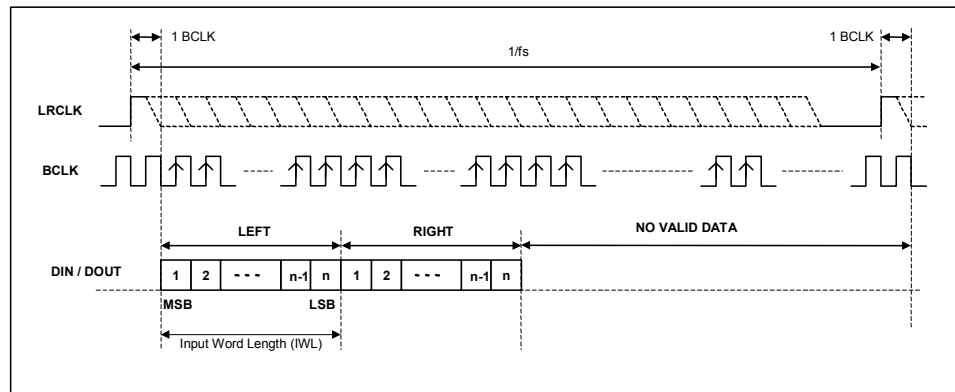 1 BCLK 1 BCLK
1/fs
LRCLK
BCLK
LEFT RIGHT NO VALID DATA
DIN / DOUT 1 2 n-1 n 1 2 n-1 n
MSB LSB
Input Word Length (IWL)